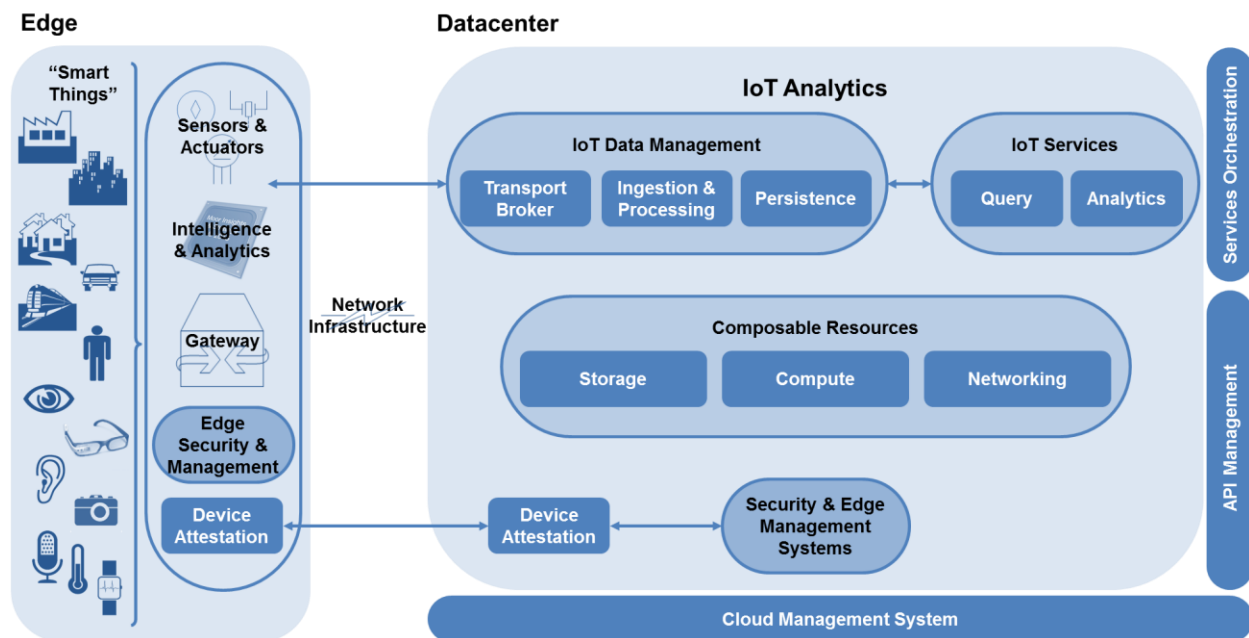 Edge
Datacenter
“Smart
Things”
Sensors &
Actuators
Intelligence
& Analytics
Gateway
Edge
Security &
Management
Device
Attestation
Network
Infrastructure
IoT Analytics
IoT Data Management
Transport
Broker
Ingestion &
Processing
Persistence
IoT Services
Query
Analytics
Composable Resources
Storage
Compute
Networking
Device
Attestation
Security & Edge
Management
Systems
Services Orchestration
API Management
Cloud Management System